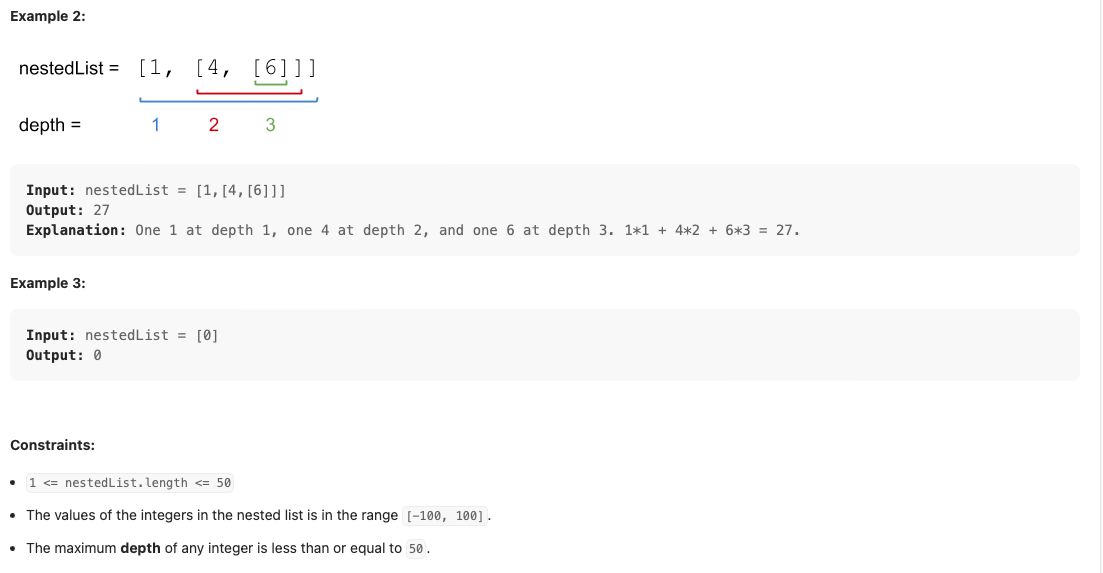 Example 2:
nestedList = [1, [4, [6]]]
depth = 1 2 3
Input: nestedList = [1,[4,[6]]]
Output: 27
Explanation: One 1 at depth 1, one 4 at depth 2, and one 6 at depth 3. 1*1 + 4*2 + 6*3 = 27.
Example 3:
Input: nestedList = [0]
Output: 0
Constraints:
• 1 <= nestedList.length <= 50
• The values of the integers in the nested list is in the range [-100, 100].
• The maximum depth of any integer is less than or equal to 50.